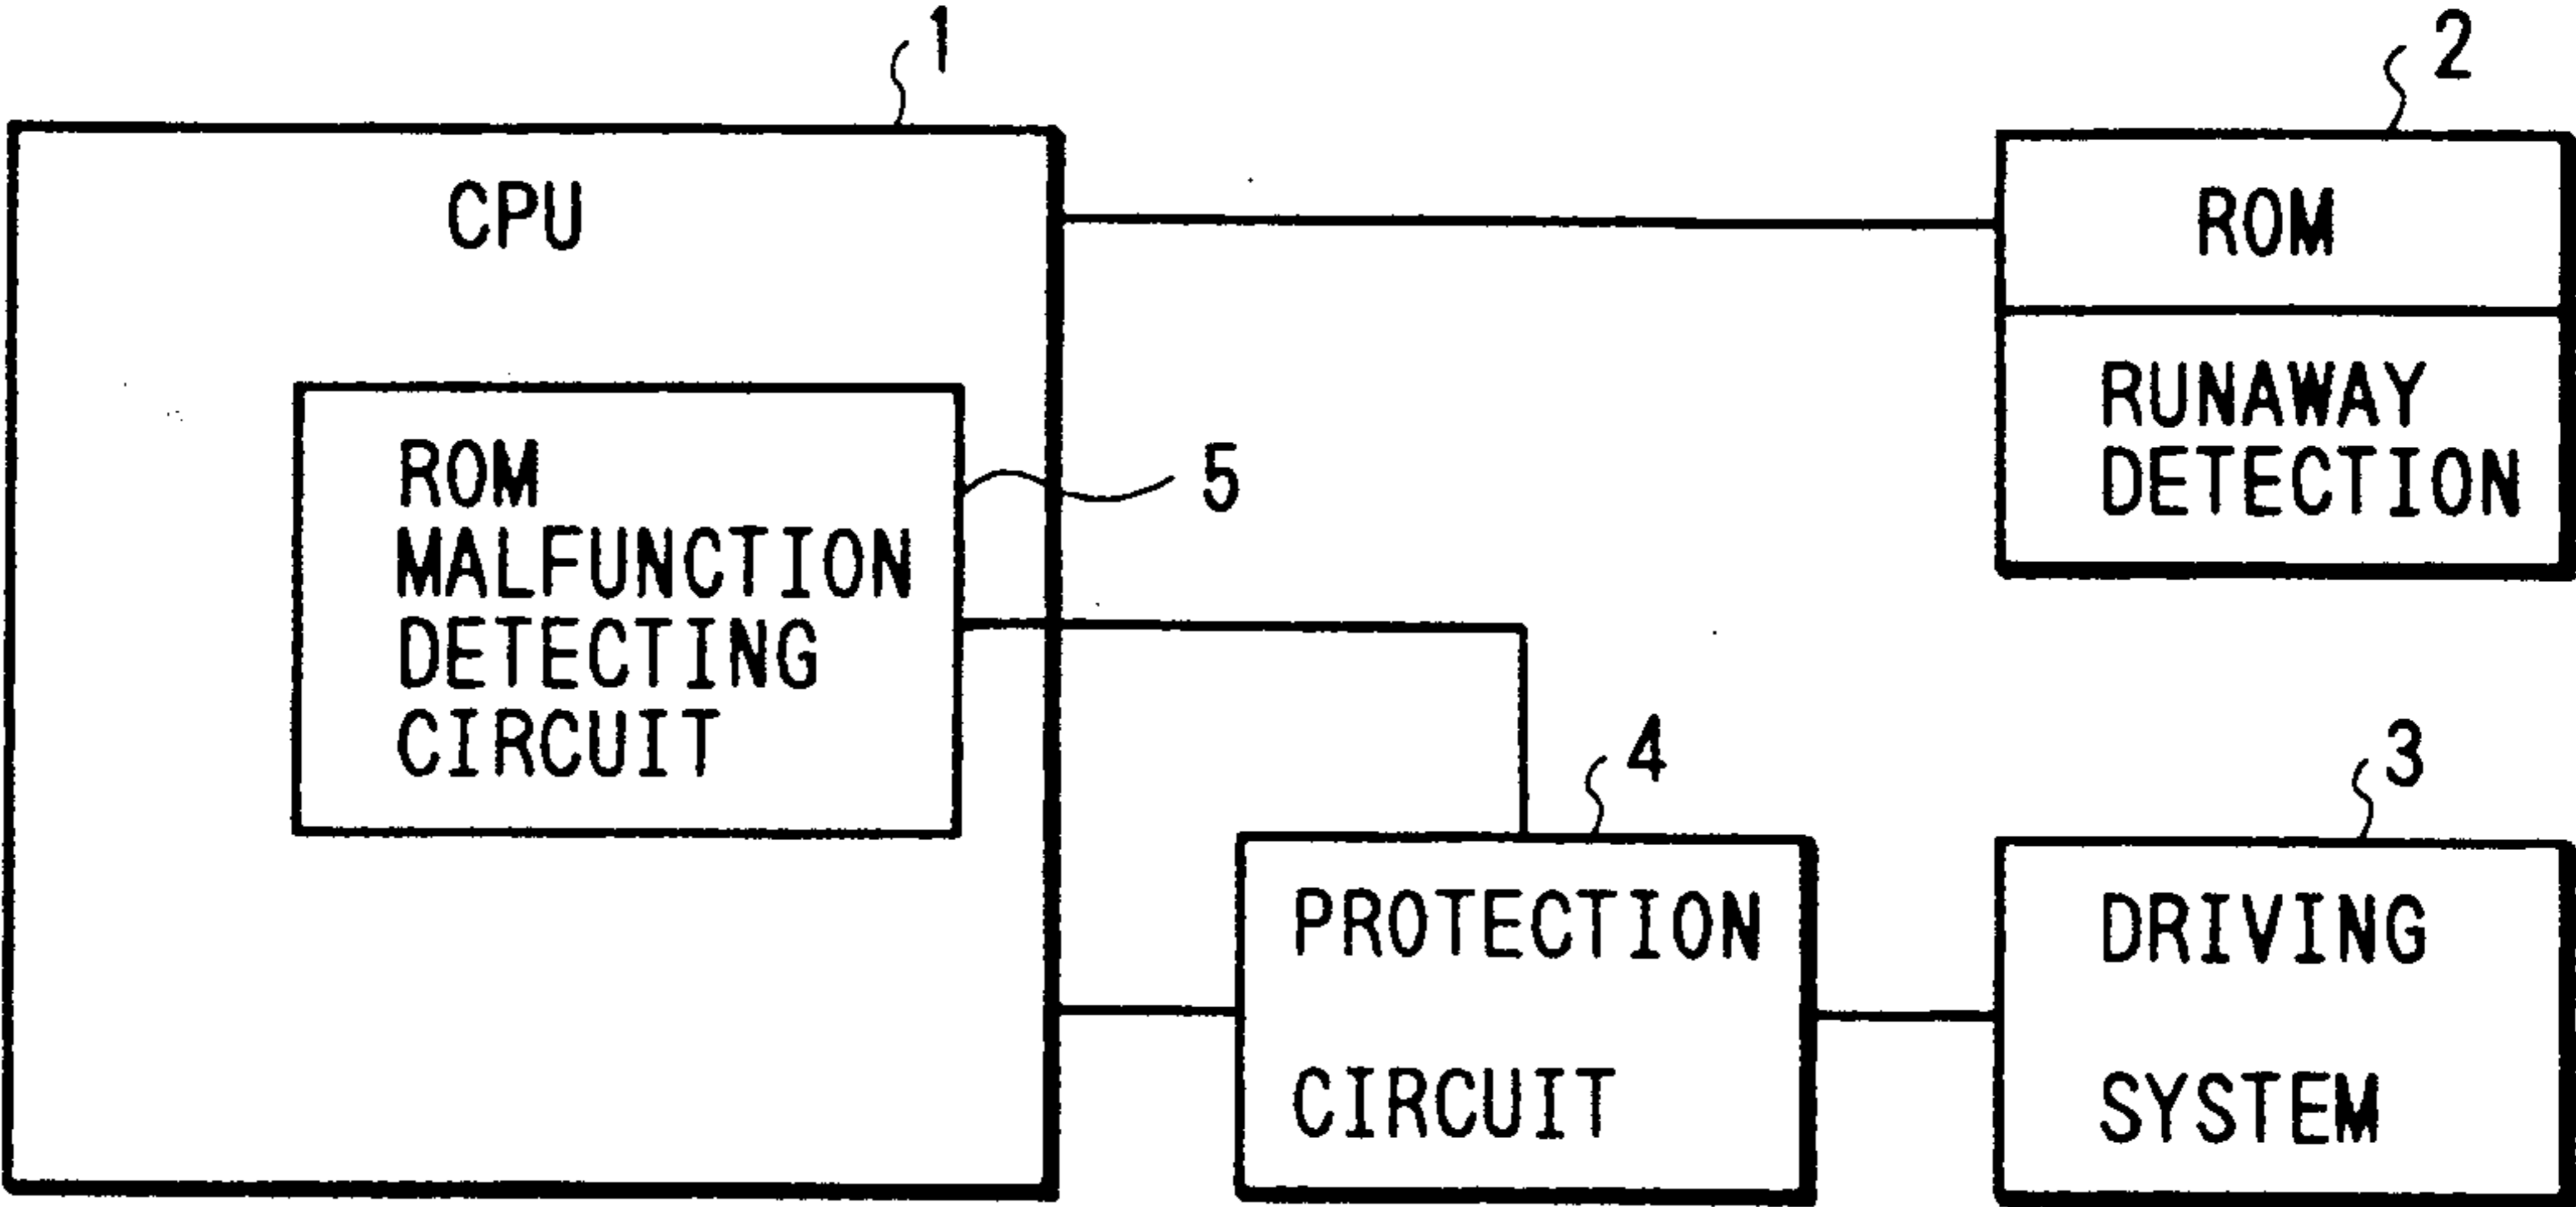 1
2
CPU
ROM
RUNAWAY
DETECTION
ROM
MALFUNCTION
DETECTING
CIRCUIT
5
4
3
PROTECTION
CIRCUIT
DRIVING
SYSTEM